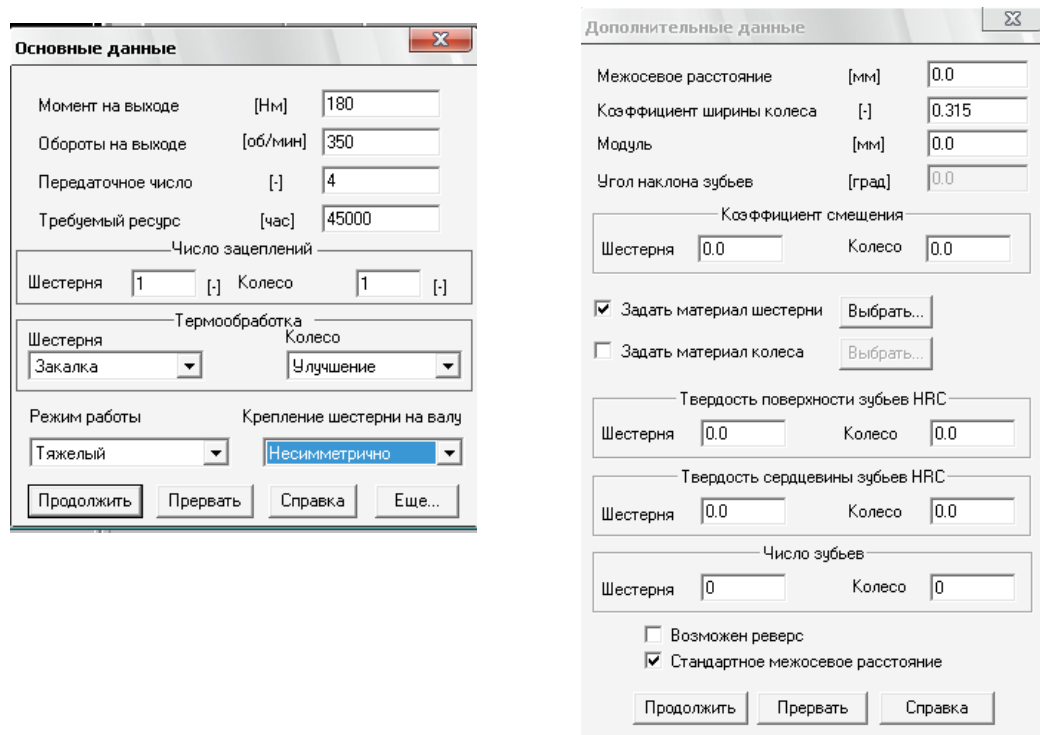 Основные данные
Момент на выходе [Нм] 180
Обороты на выходе [об/мин] 350
Передаточное число [-] 4
Требуемый ресурс [час] 45000
Число зацеплений
Шестерня 1 [-] Колесо 1 [-]
Термообработка
Шестерня Колесо
Закалка Улучшение
Режим работы Крепление шестерни на валу
Тяжелый Несимметрично
Продолжить Прервать Справка Еще...
Дополнительные данные
Межосевое расстояние [мм] 0.0
Коэффициент ширины колеса [-] 0.315
Модуль [мм] 0.0
Угол наклона зубьев [град] 0.0
Коэффициент смещения
Шестерня 0.0 Колесо 0.0
Задать материал шестерни Выбрать...
Задать материал колеса Выбрать...
Твердость поверхности зубьев HRC
Шестерня 0.0 Колесо 0.0
Твердость сердцевины зубьев HRC
Шестерня 0.0 Колесо 0.0
Число зубьев
Шестерня 0 Колесо 0
Возможен реверс
Стандартное межосевое расстояние
Продолжить Прервать Справка